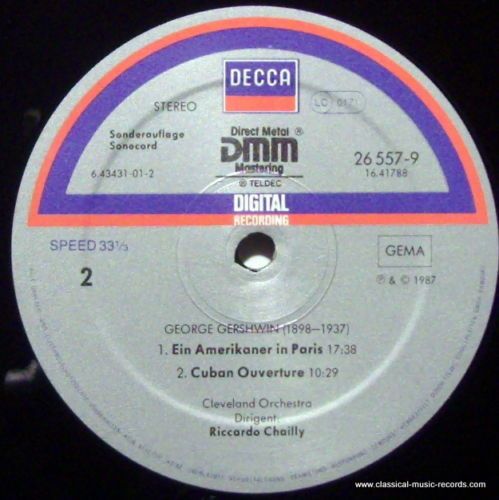 DECCA
STEREO
LC 0171
Sonderauflage
Sonocord
Direct Metal ®
DMM
Mastering
® TELDEC
6.43431-01-2
26 557-9
16.41788
DIGITAL
RECORDING
SPEED 33⅓
GEMA
2
℗ & © 1987
GEORGE GERSHWIN (1898–1937)
1. Ein Amerikaner in Paris 17:38
2. Cuban Ouverture 10:29
Cleveland Orchestra
Dirigent:
Riccardo Chailly
www.classical-music-records.com